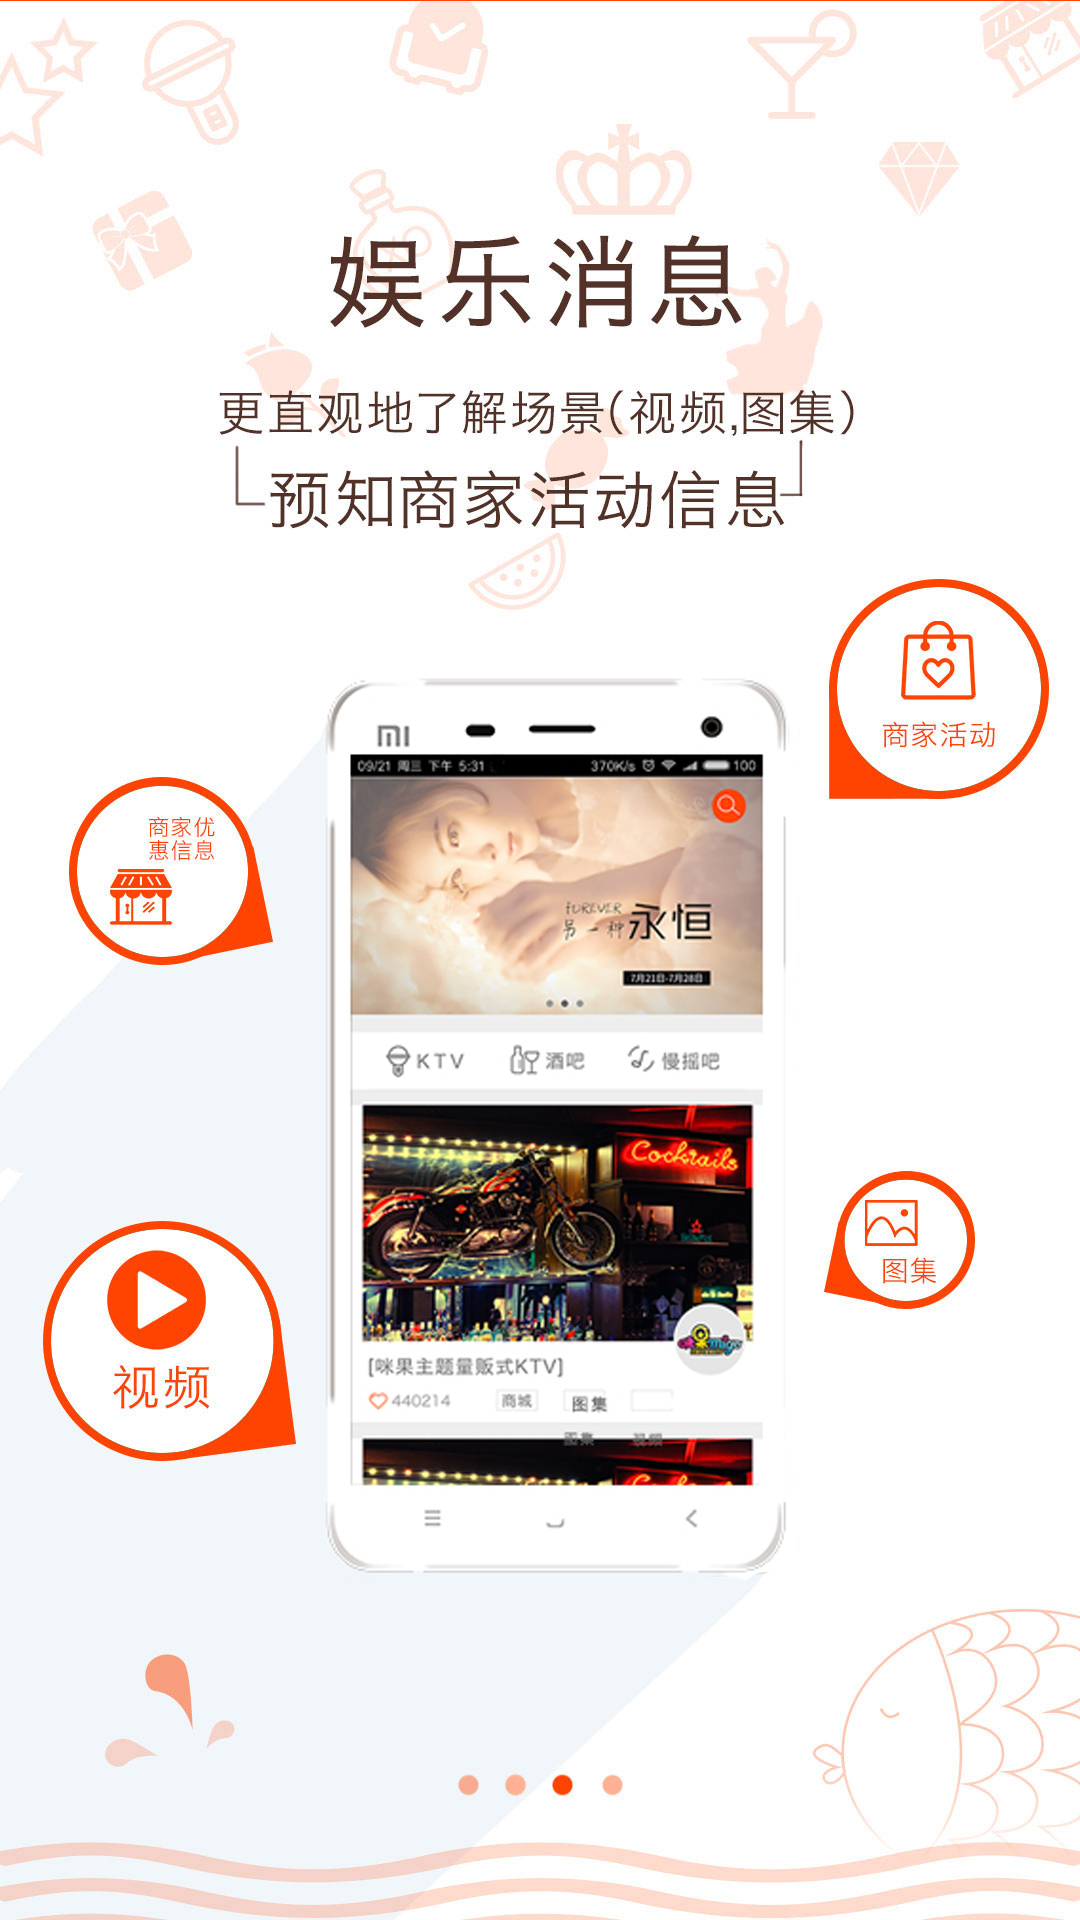 娱乐消息
更直观地了解场景(视频,图集)
预知商家活动信息
商家活动
商家优
惠信息
MI
09/21 周三 下午 5:31
370K/s 100
FOREVER
另一种永恒
7月21日-7月28日
KTV 酒吧 慢摇吧
Cocktails
[咪果主题量贩式KTV]
440214 商城 图集
图集 视频
图集
视频